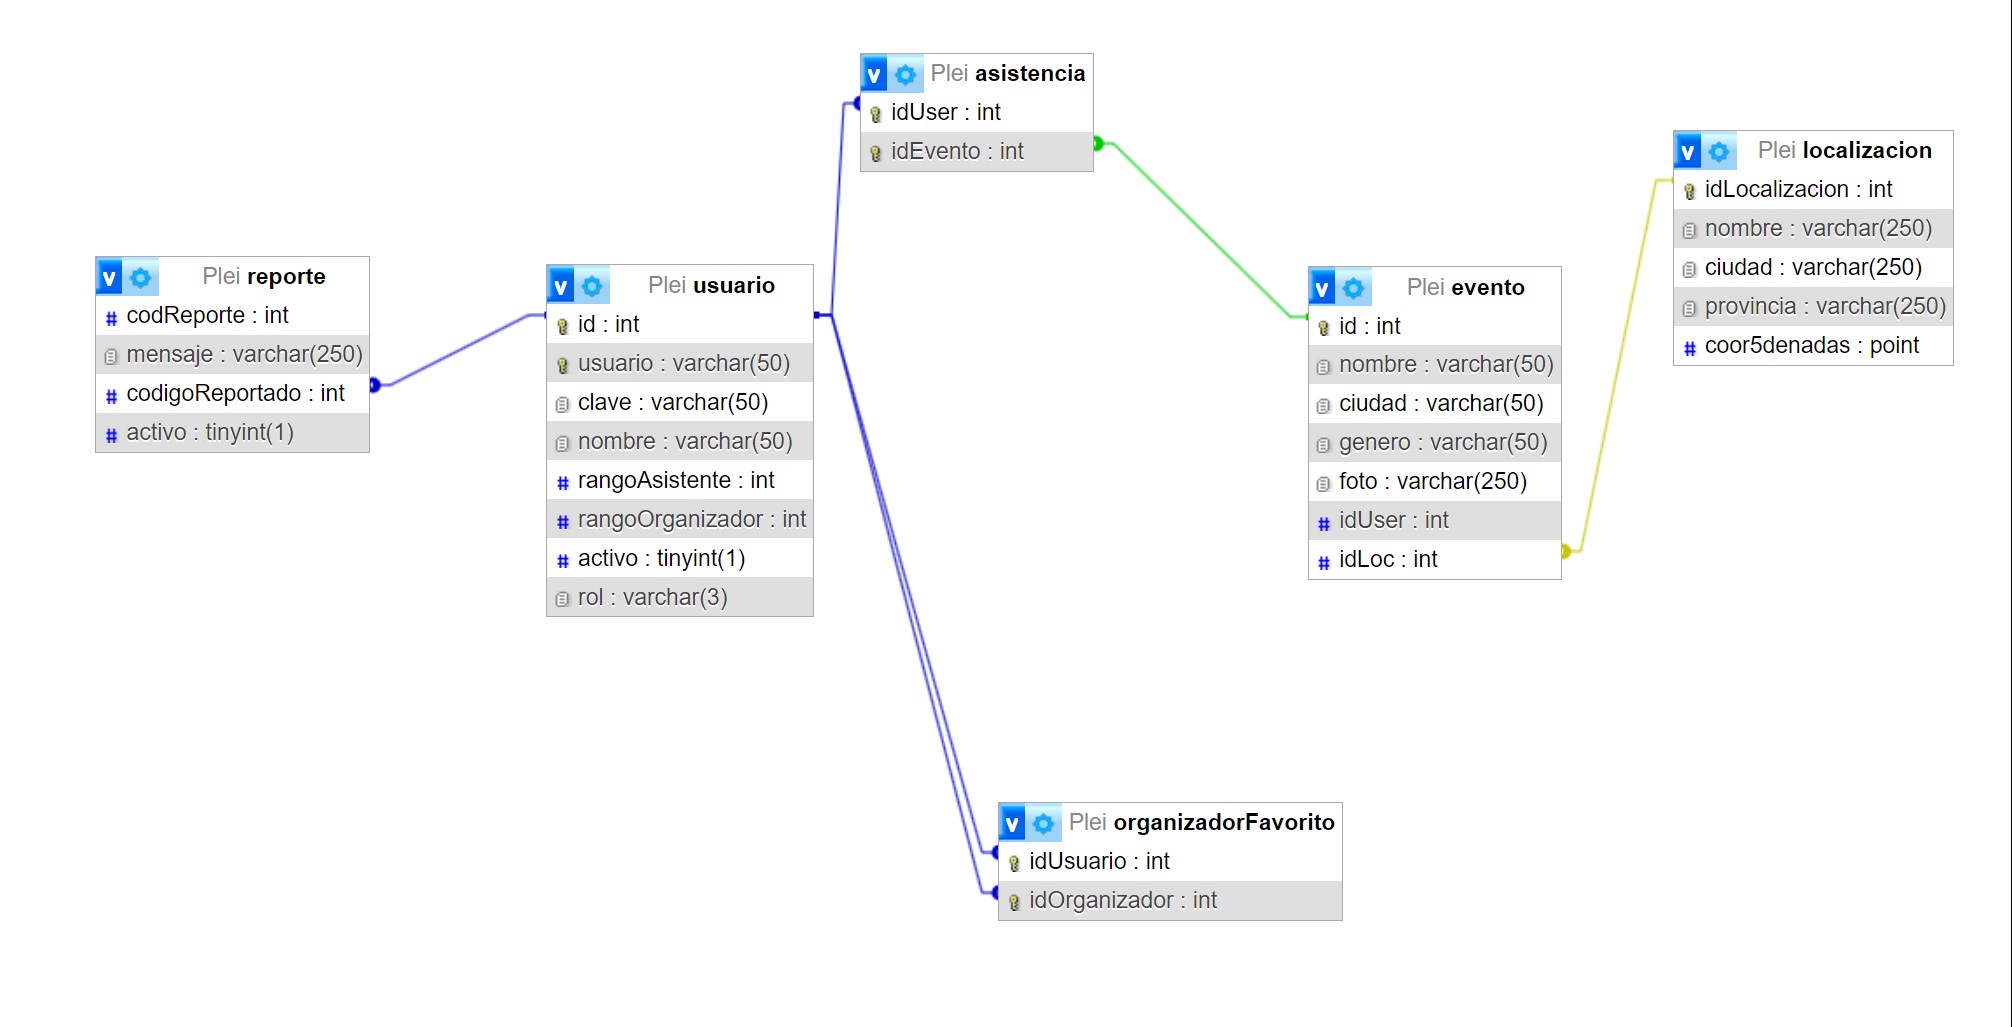 v Plei asistencia
idUser : int
idEvento : int
v Plei localizacion
idLocalizacion : int
nombre : varchar(250)
ciudad : varchar(250)
provincia : varchar(250)
coor5denadas : point
v Plei reporte
codReporte : int
mensaje : varchar(250)
codigoReportado : int
activo : tinyint(1)
v Plei usuario
id : int
usuario : varchar(50)
clave : varchar(50)
nombre : varchar(50)
rangoAsistente : int
rangoOrganizador : int
activo : tinyint(1)
rol : varchar(3)
v Plei evento
id : int
nombre : varchar(50)
ciudad : varchar(50)
genero : varchar(50)
foto : varchar(250)
idUser : int
idLoc : int
v Plei organizadorFavorito
idUsuario : int
idOrganizador : int